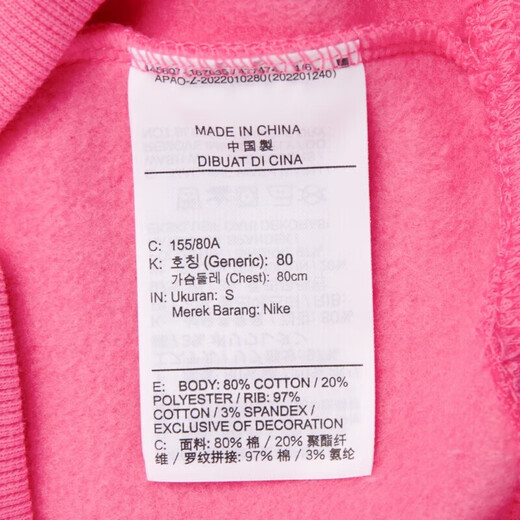 APAO-Z-2022010280(202201240)
MADE IN CHINA
中国製
DIBUAT DI CINA
C: 155/80A
K: 호칭 (Generic): 80
가슴둘레 (Chest): 80cm
IN: Ukuran: S
Merek Barang: Nike
E: BODY: 80% COTTON / 20%
POLYESTER / RIB: 97%
COTTON / 3% SPANDEX /
EXCLUSIVE OF DECORATION
C: 面料: 80% 棉 / 20% 聚酯纤
维 / 罗纹拼接: 97% 棉 / 3% 氨纶